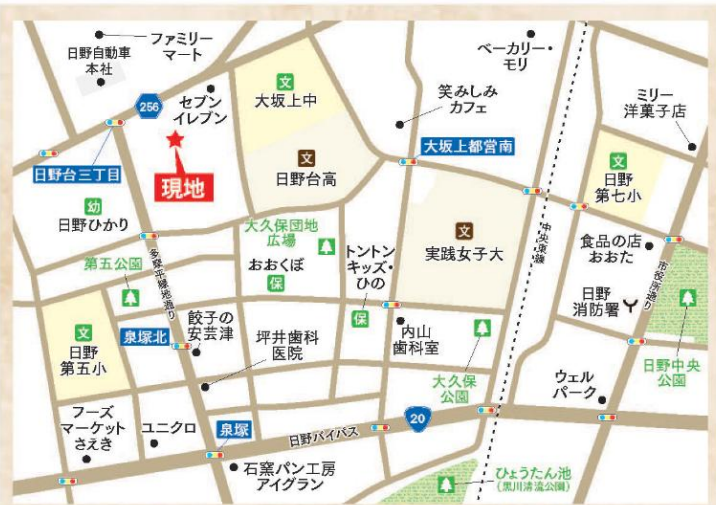 ファミリー
マート
日野自動車
本社
256
セブン
イレブン
文
大坂上中
ベーカリー・
モリ
笑みしみ
カフェ
ミリー
洋菓子店
日野台三丁目
現地
文
日野台高
大坂上都営南
文
日野
第七小
幼
日野ひかり
大久保団地
広場
文
実践女子大
中央東線
食品の店
おおた
市役所通り
第五公園
多摩平緑地通り
おおくぼ
保
トントン
キッズ・
ひの
保
日野
消防署
日野中央
公園
文
日野
第五小
泉塚北
餃子の
安芸津
坪井歯科
医院
内山
歯科室
大久保
公園
ウェル
パーク
フーズ
マーケット
さえき
ユニクロ
泉塚
日野バイパス
20
石窯パン工房
アイグラン
ひょうたん池
(黒川清流公園)